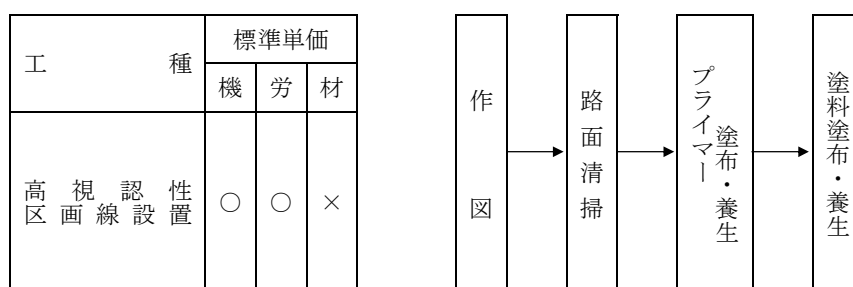 工種
標準単価
機
労
材
高視認性
区画線設置
○
○
×
作図
路面清掃
プライマー
塗布・養生
塗料塗布・養生